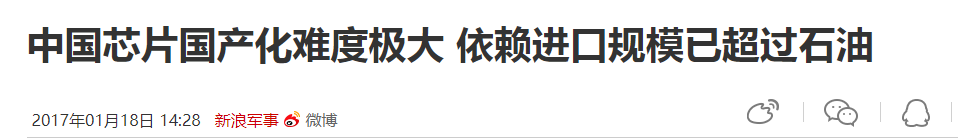 中国芯片国产化难度极大 依赖进口规模已超过石油
2017年01月18日 14:28 新浪军事 微博